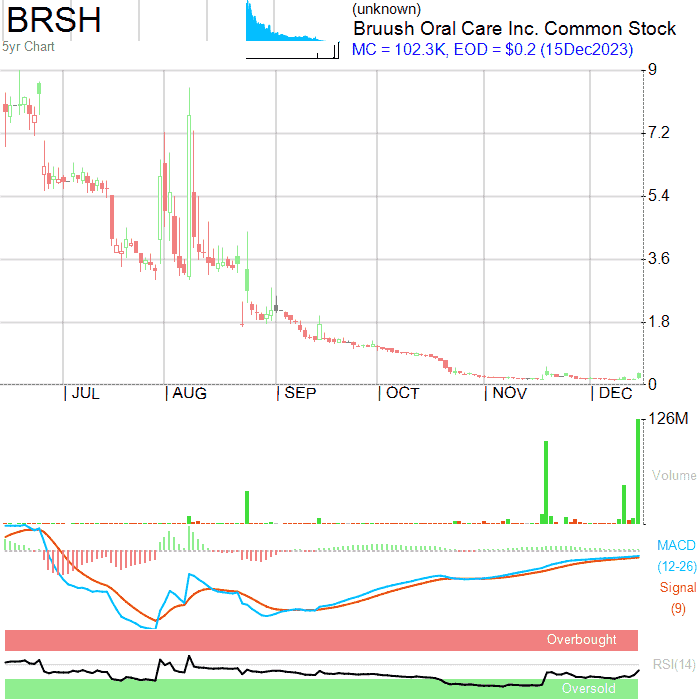 BRSH
5yr Chart
(unknown)
Bruush Oral Care Inc. Common Stock
MC = 102.3K, EOD = $0.2 (15Dec2023)
9
7.2
5.4
3.6
1.8
0
JUL
AUG
SEP
OCT
NOV
DEC
126M
Volume
MACD
(12-26)
Signal
(9)
Overbought
RSI(14)
Oversold